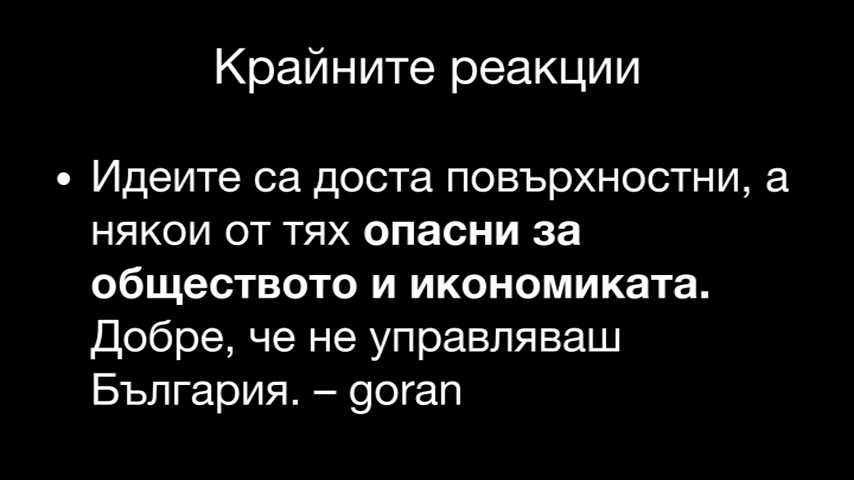 Крайните реакции
• Идеите са доста повърхностни, а
някои от тях опасни за
обществото и икономиката.
Добре, че не управляваш
България. – goran